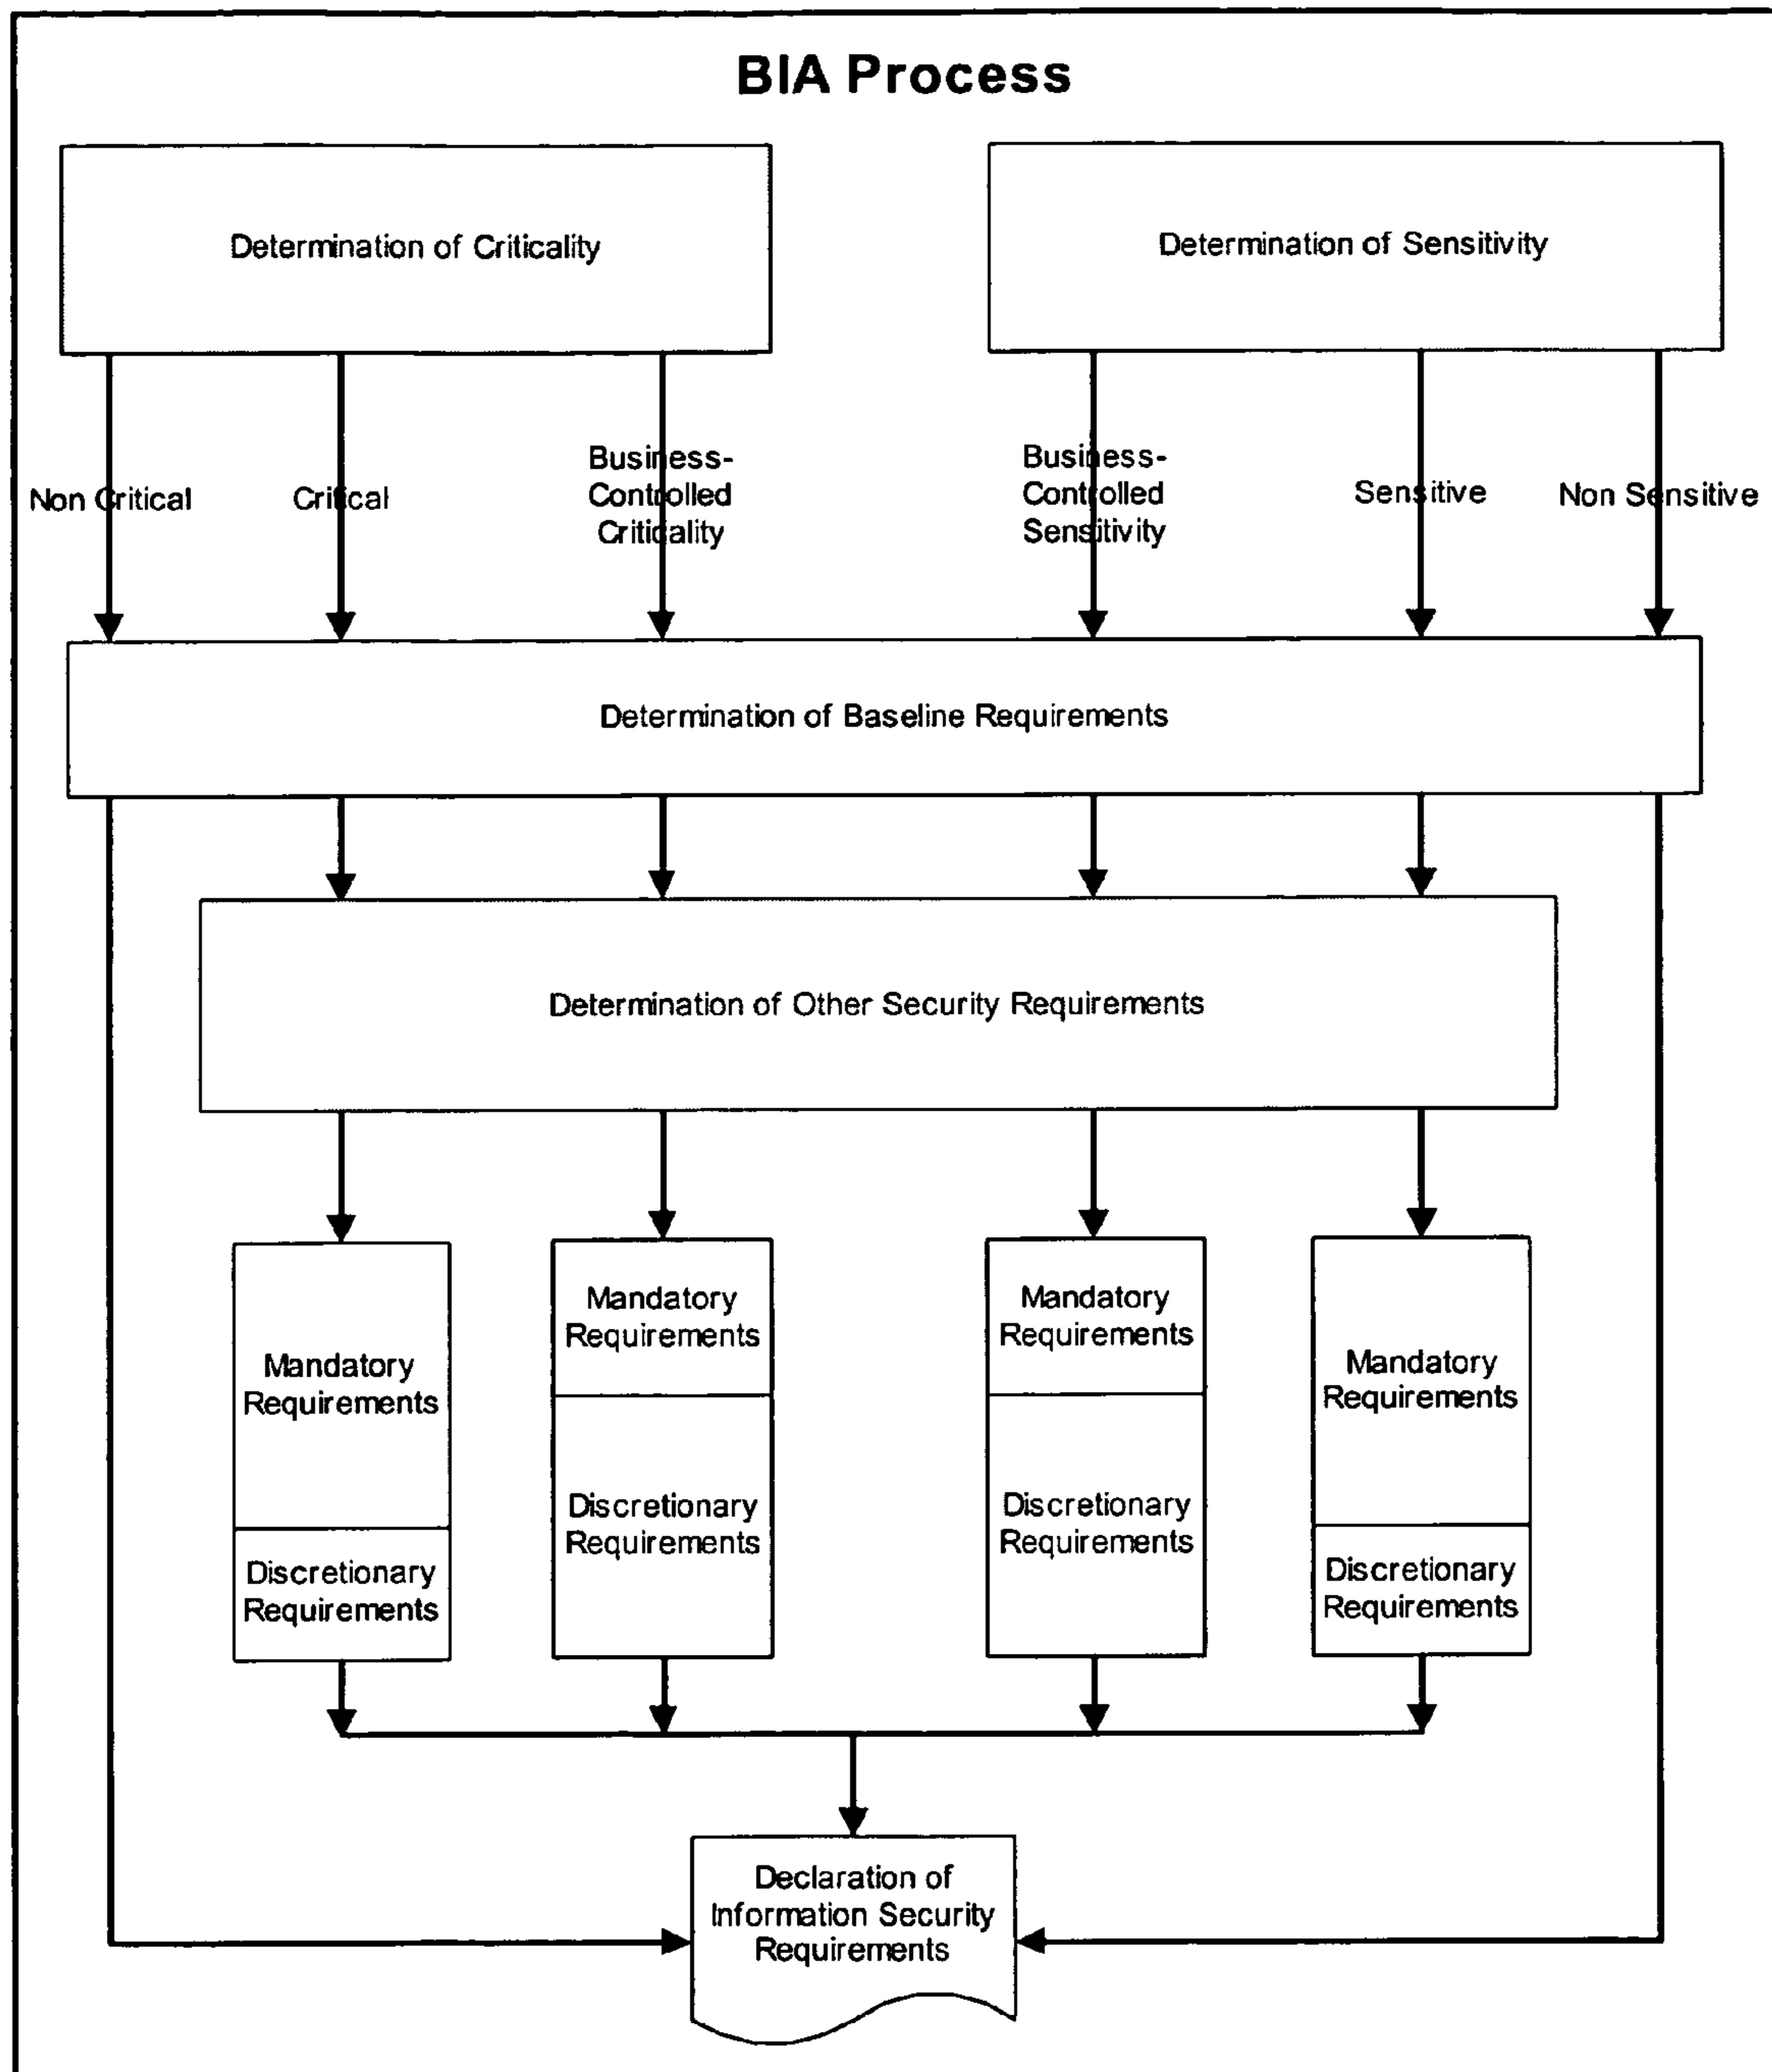 BIA Process
Determination of Criticality
Determination of Sensitivity
Non Critical
Critical
Business-
Controlled
Criticality
Business-
Controlled
Sensitivity
Sensitive
Non Sensitive
Determination of Baseline Requirements
Determination of Other Security Requirements
Mandatory
Requirements
Discretionary
Requirements
Mandatory
Requirements
Discretionary
Requirements
Mandatory
Requirements
Discretionary
Requirements
Mandatory
Requirements
Discretionary
Requirements
Declaration of
Information Security
Requirements